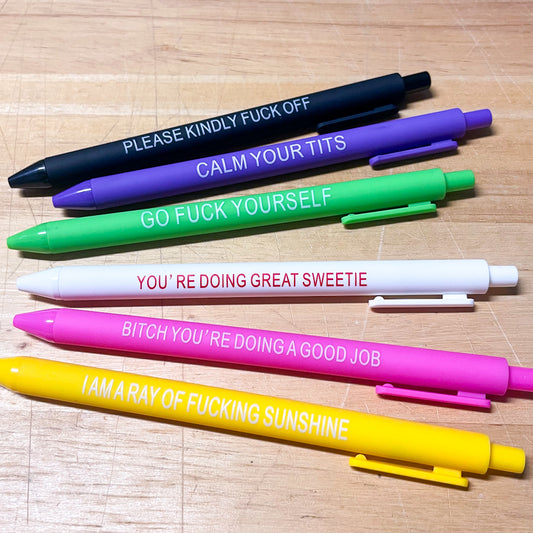 PLEASE KINDLY FUCK OFF
CALM YOUR TITS
GO FUCK YOURSELF
YOU'RE DOING GREAT SWEETIE
BITCH YOU'RE DOING A GOOD JOB
I AM A RAY OF FUCKING SUNSHINE